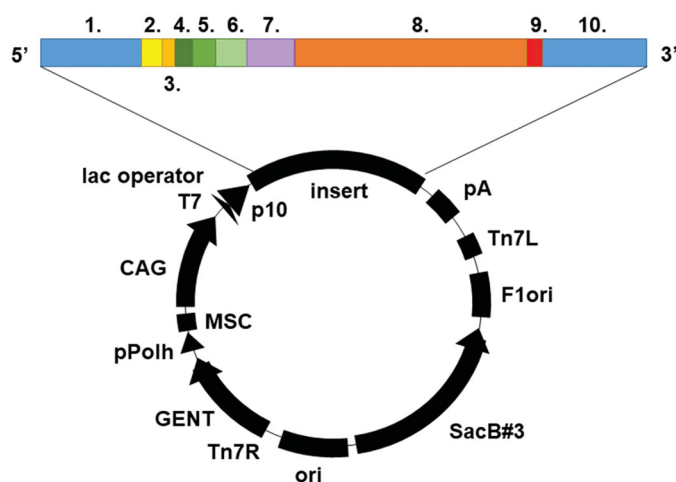 1. 2. 4. 5. 6. 7. 8. 9. 10.
5’ 3’
3.
lac operator
T7
p10
insert
pA
Tn7L
CAG
F1ori
MSC
pPolh
GENT
SacB#3
Tn7R
ori